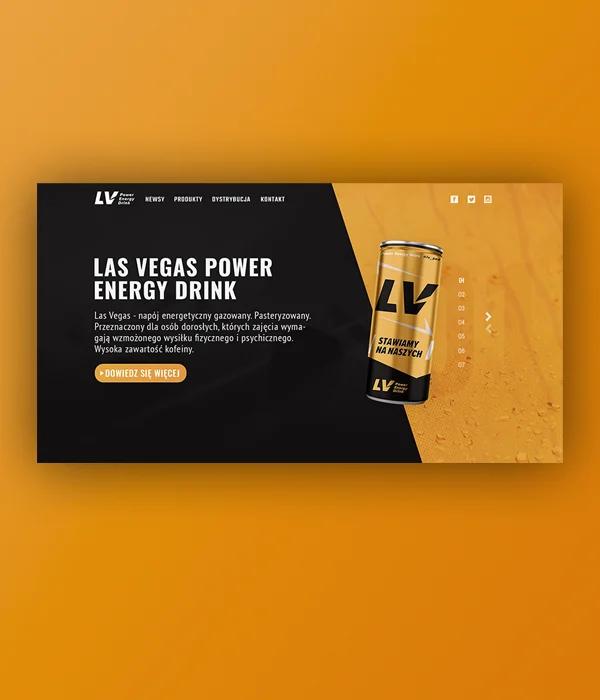 LV Power
Energy
Drink
NEWSY PRODUKTY DYSTRYBUCJA KONTAKT
LAS VEGAS POWER
ENERGY DRINK
Las Vegas - napój energetyczny gazowany. Pasteryzowany.
Przeznaczony dla osób dorosłych, których zajęcia wyma-
gają wzmożonego wysiłku fizycznego i psychicznego.
Wysoka zawartość kofeiny.
DOWIEDZ SIĘ WIĘCEJ
LV
STAWIAMY
NA NASZYCH
LV Power
Energy
Drink
01
02
03
04
05
06
07